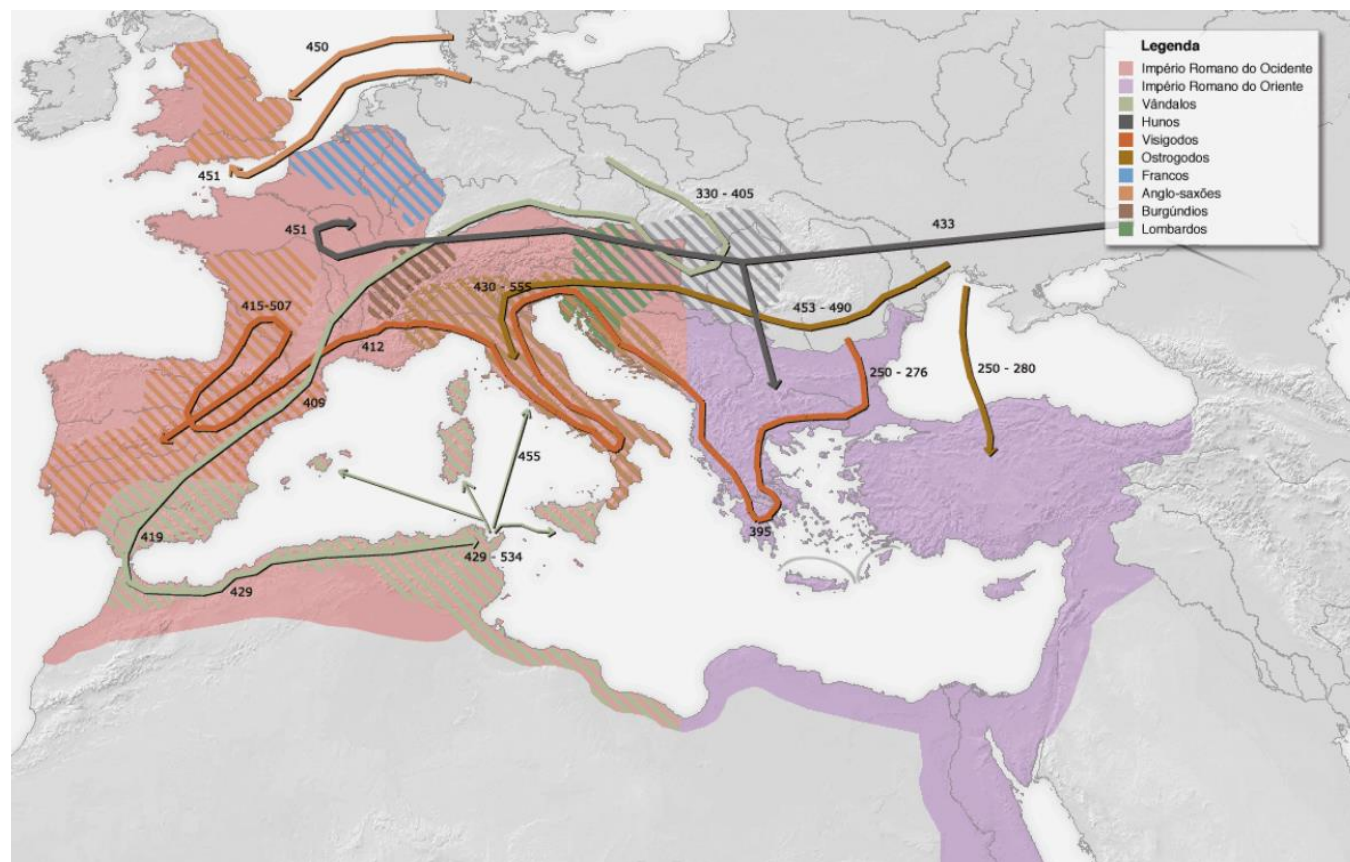 450
Legenda
Império Romano do Ocidente
Império Romano do Oriente
Vândalos
Hunos
Visigodos
Ostrogodos
Francos
Anglo-saxões
Burgúndios
Lombardos
451
330 - 405
451
433
430 - 555
415-507
453 - 490
412
250 - 276
250 - 280
409
455
395
419
429 - 534
429